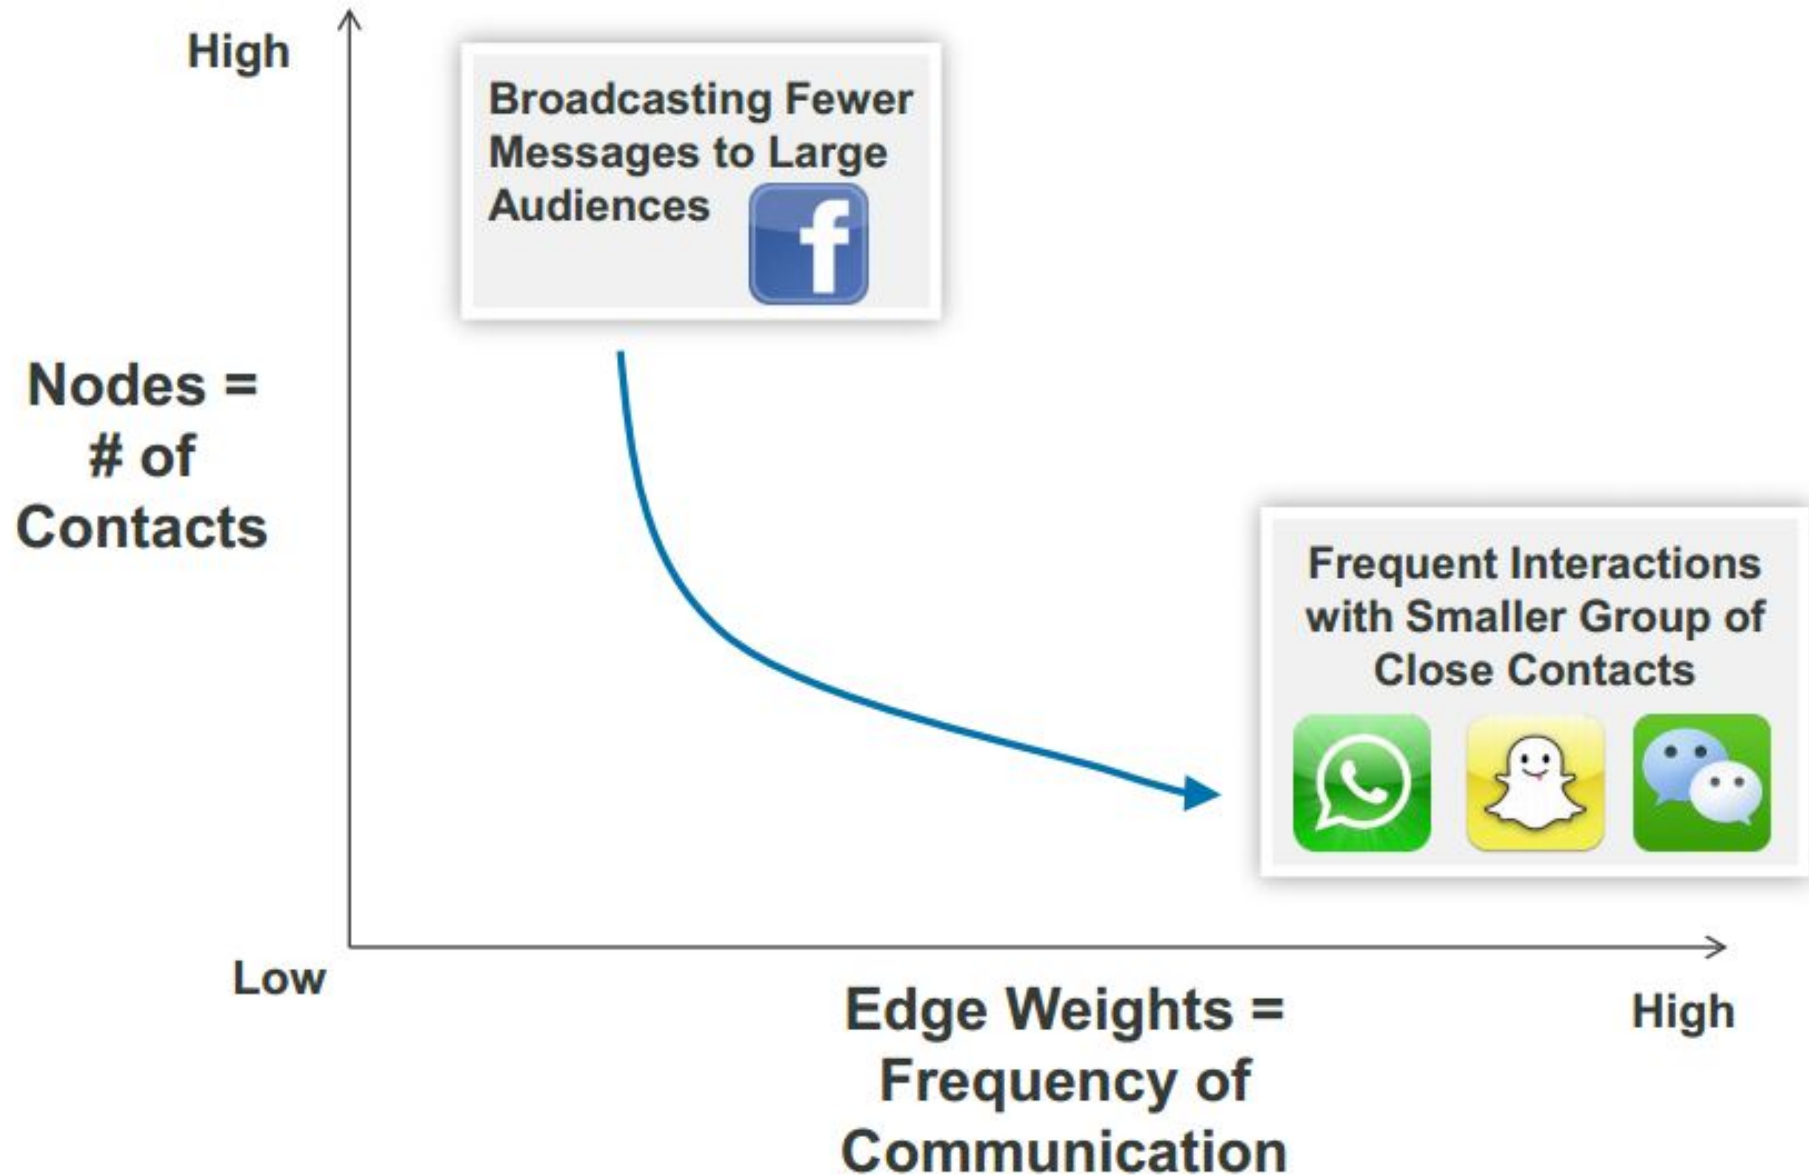 High
Broadcasting Fewer
Messages to Large
Audiences
f
Nodes =
# of
Contacts
Frequent Interactions
with Smaller Group of
Close Contacts
Low
Edge Weights =
Frequency of
Communication
High